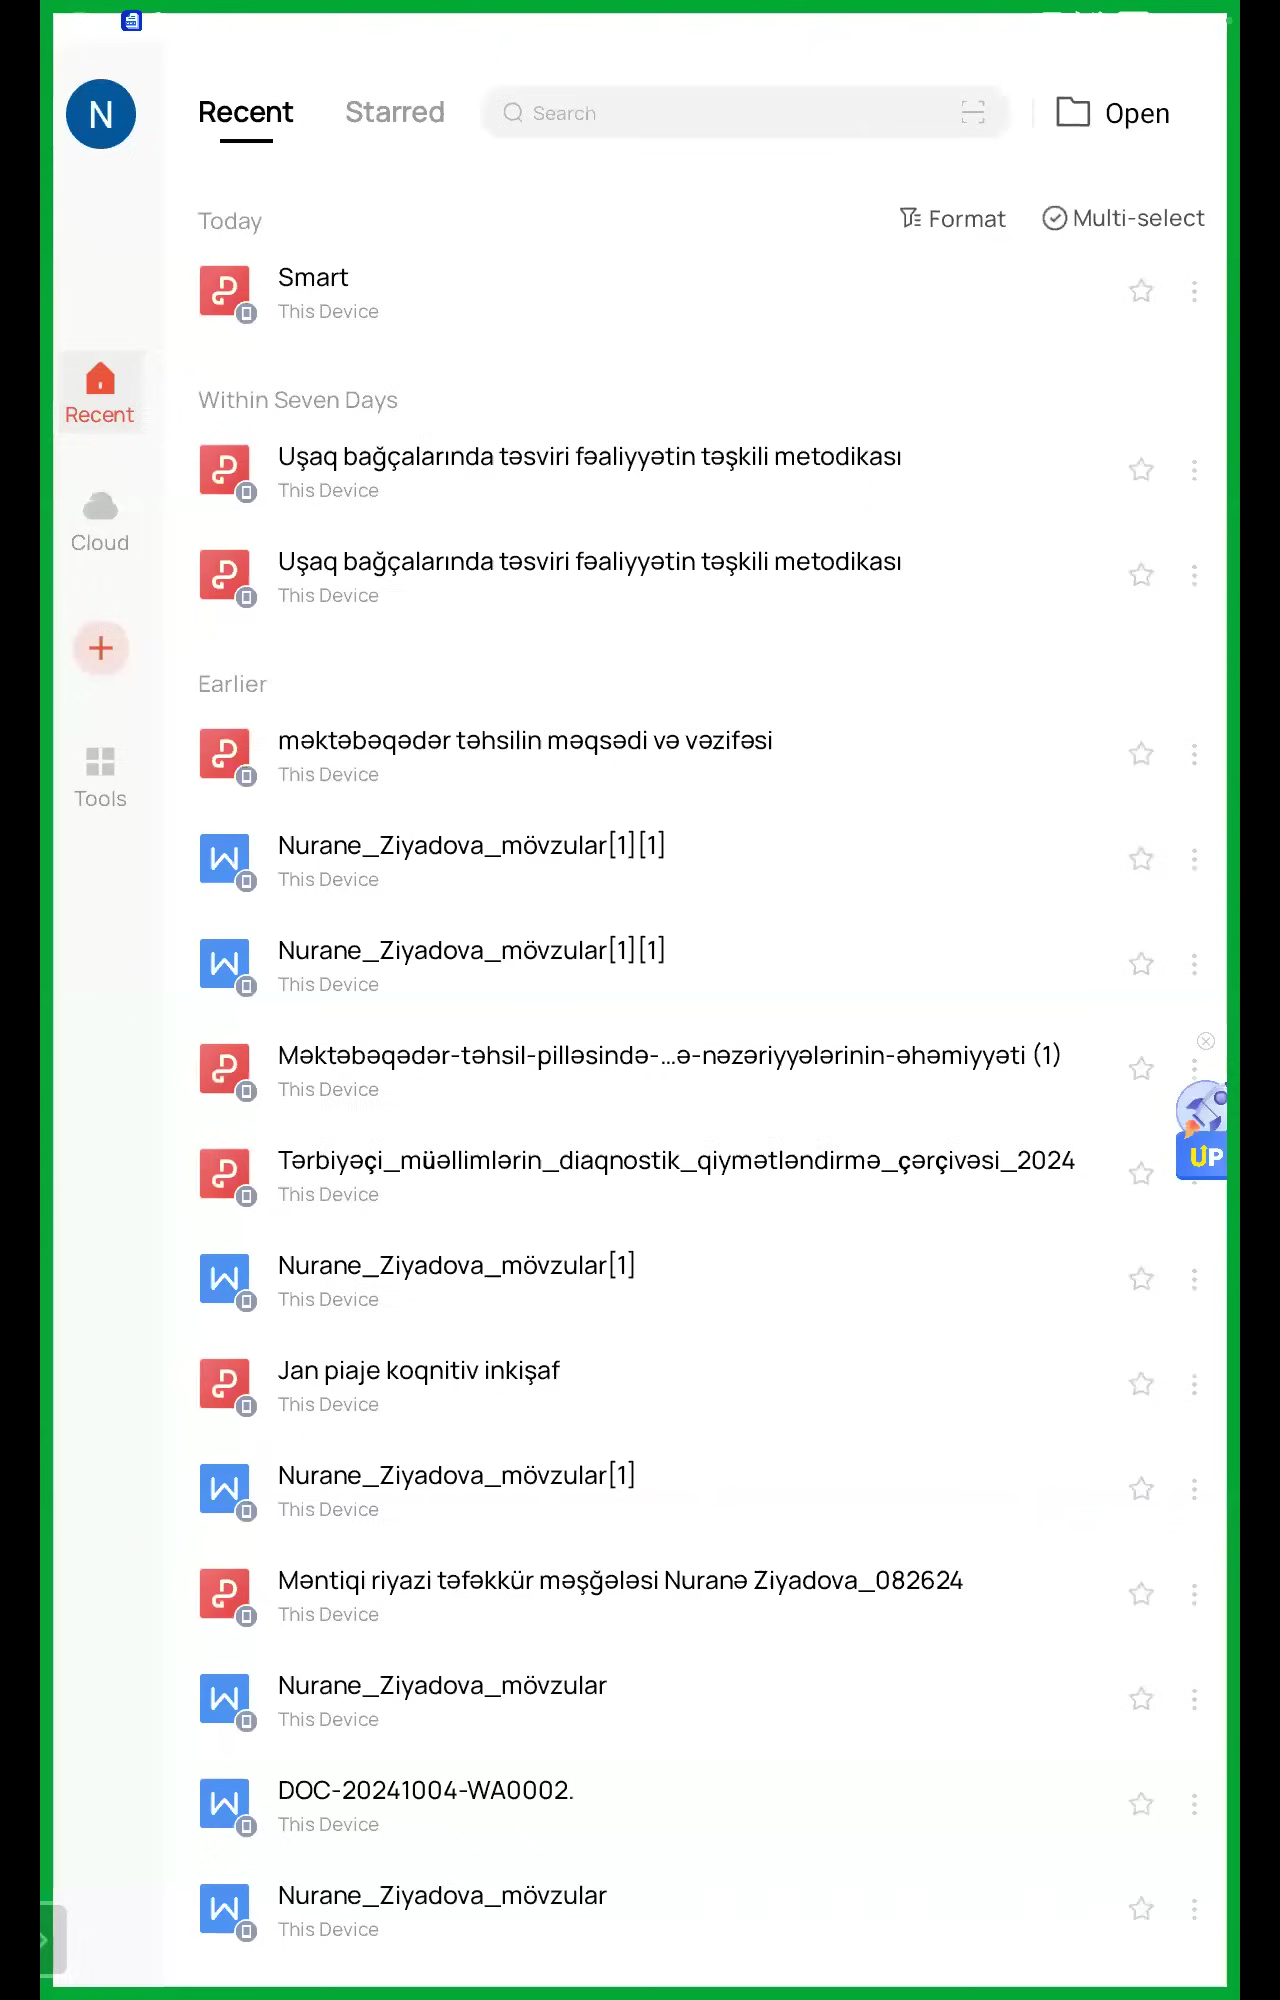 N
Recent
Starred
Search
Open
Today
Format
Multi-select
Smart
This Device
Within Seven Days
Recent
Uşaq bağçalarında təsviri fəaliyyətin təşkili metodikası
This Device
Cloud
Uşaq bağçalarında təsviri fəaliyyətin təşkili metodikası
This Device
Earlier
məktəbəqədər təhsilin məqsədi və vəzifəsi
This Device
Tools
Nurane_Ziyadova_mövzular[1][1]
This Device
Nurane_Ziyadova_mövzular[1][1]
This Device
Məktəbəqədər-təhsil-pilləsində-...ə-nəzəriyyələrinin-əhəmiyyəti (1)
This Device
Tərbiyəçi_müəllimlərin_diaqnostik_qiymətləndirmə_çərçivəsi_2024
This Device
UP
Nurane_Ziyadova_mövzular[1]
This Device
Jan piaje koqnitiv inkişaf
This Device
Nurane_Ziyadova_mövzular[1]
This Device
Məntiqi riyazi təfəkkür məşğələsi Nuranə Ziyadova_082624
This Device
Nurane_Ziyadova_mövzular
This Device
DOC-20241004-WA0002.
This Device
Nurane_Ziyadova_mövzular
This Device